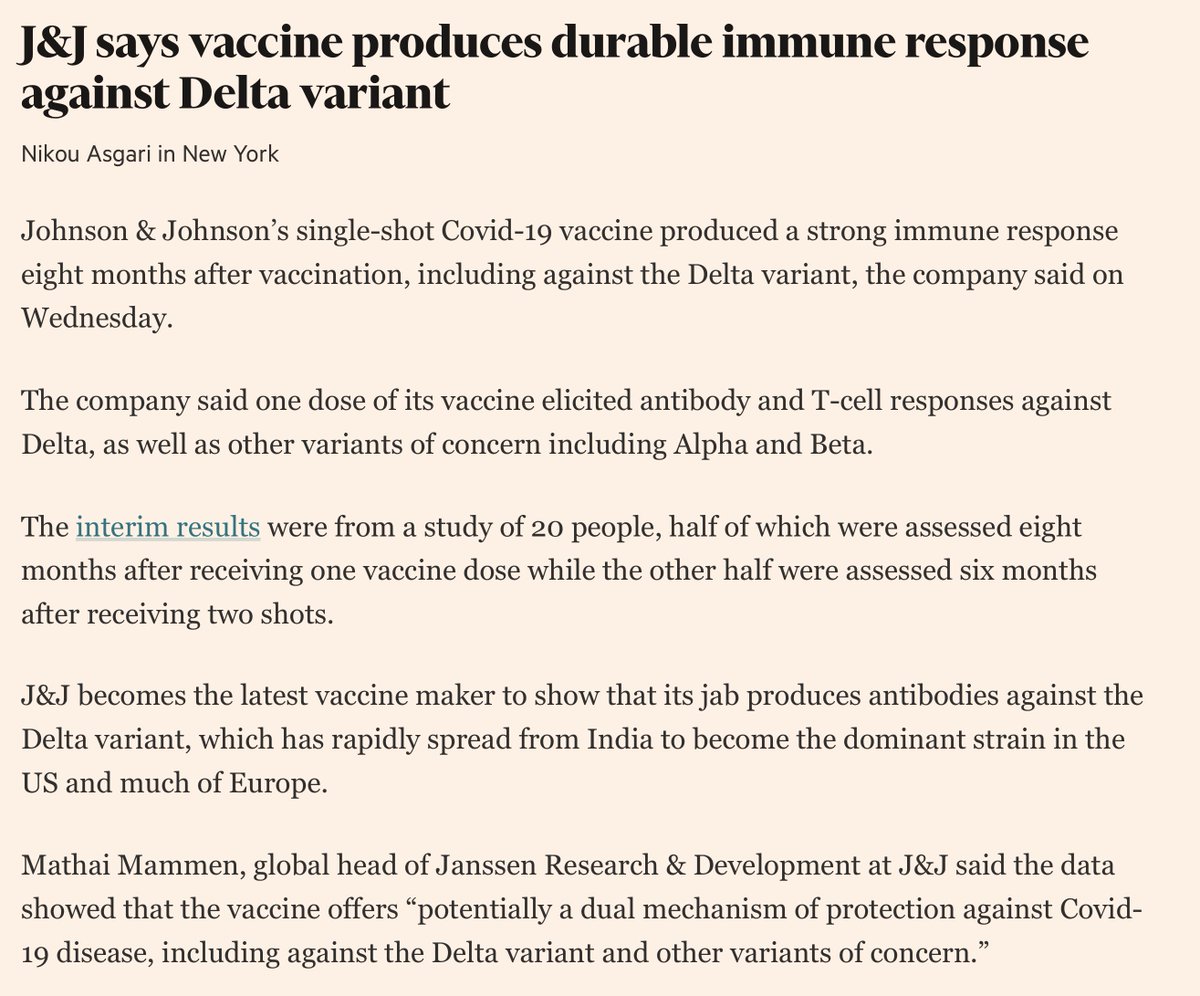 J&J says vaccine produces durable immune response
against Delta variant
Nikou Asgari in New York
Johnson & Johnson’s single-shot Covid-19 vaccine produced a strong immune response
eight months after vaccination, including against the Delta variant, the company said on
Wednesday.
The company said one dose of its vaccine elicited antibody and T-cell responses against
Delta, as well as other variants of concern including Alpha and Beta.
The interim results were from a study of 20 people, half of which were assessed eight
months after receiving one vaccine dose while the other half were assessed six months
after receiving two shots.
J&J becomes the latest vaccine maker to show that its jab produces antibodies against the
Delta variant, which has rapidly spread from India to become the dominant strain in the
US and much of Europe.
Mathai Mammen, global head of Janssen Research & Development at J&J said the data
showed that the vaccine offers “potentially a dual mechanism of protection against Covid-
19 disease, including against the Delta variant and other variants of concern.”